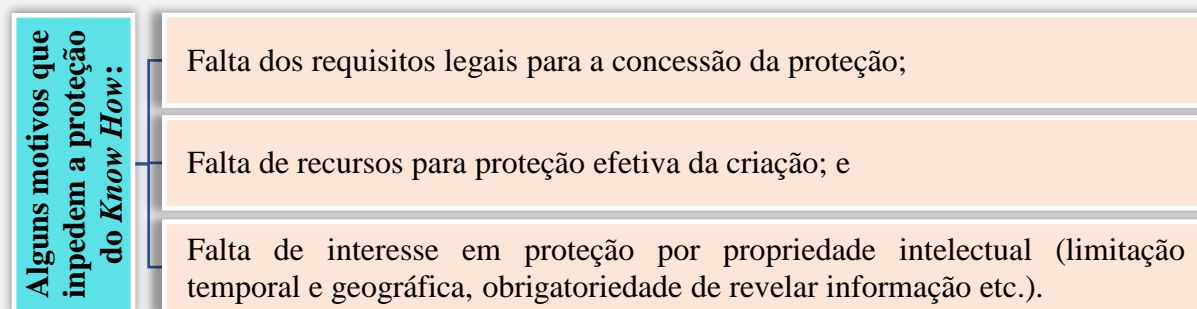 Alguns motivos que
inpedem a proteção
do Know How:
Falta dos requisitos legais para a concessão da proteção;
Falta de recursos para proteção efetiva da criação; e
Falta de interesse em proteção por propriedade intelectual (limitação
temporal e geográfica, obrigatoriedade de revelar informação etc.).